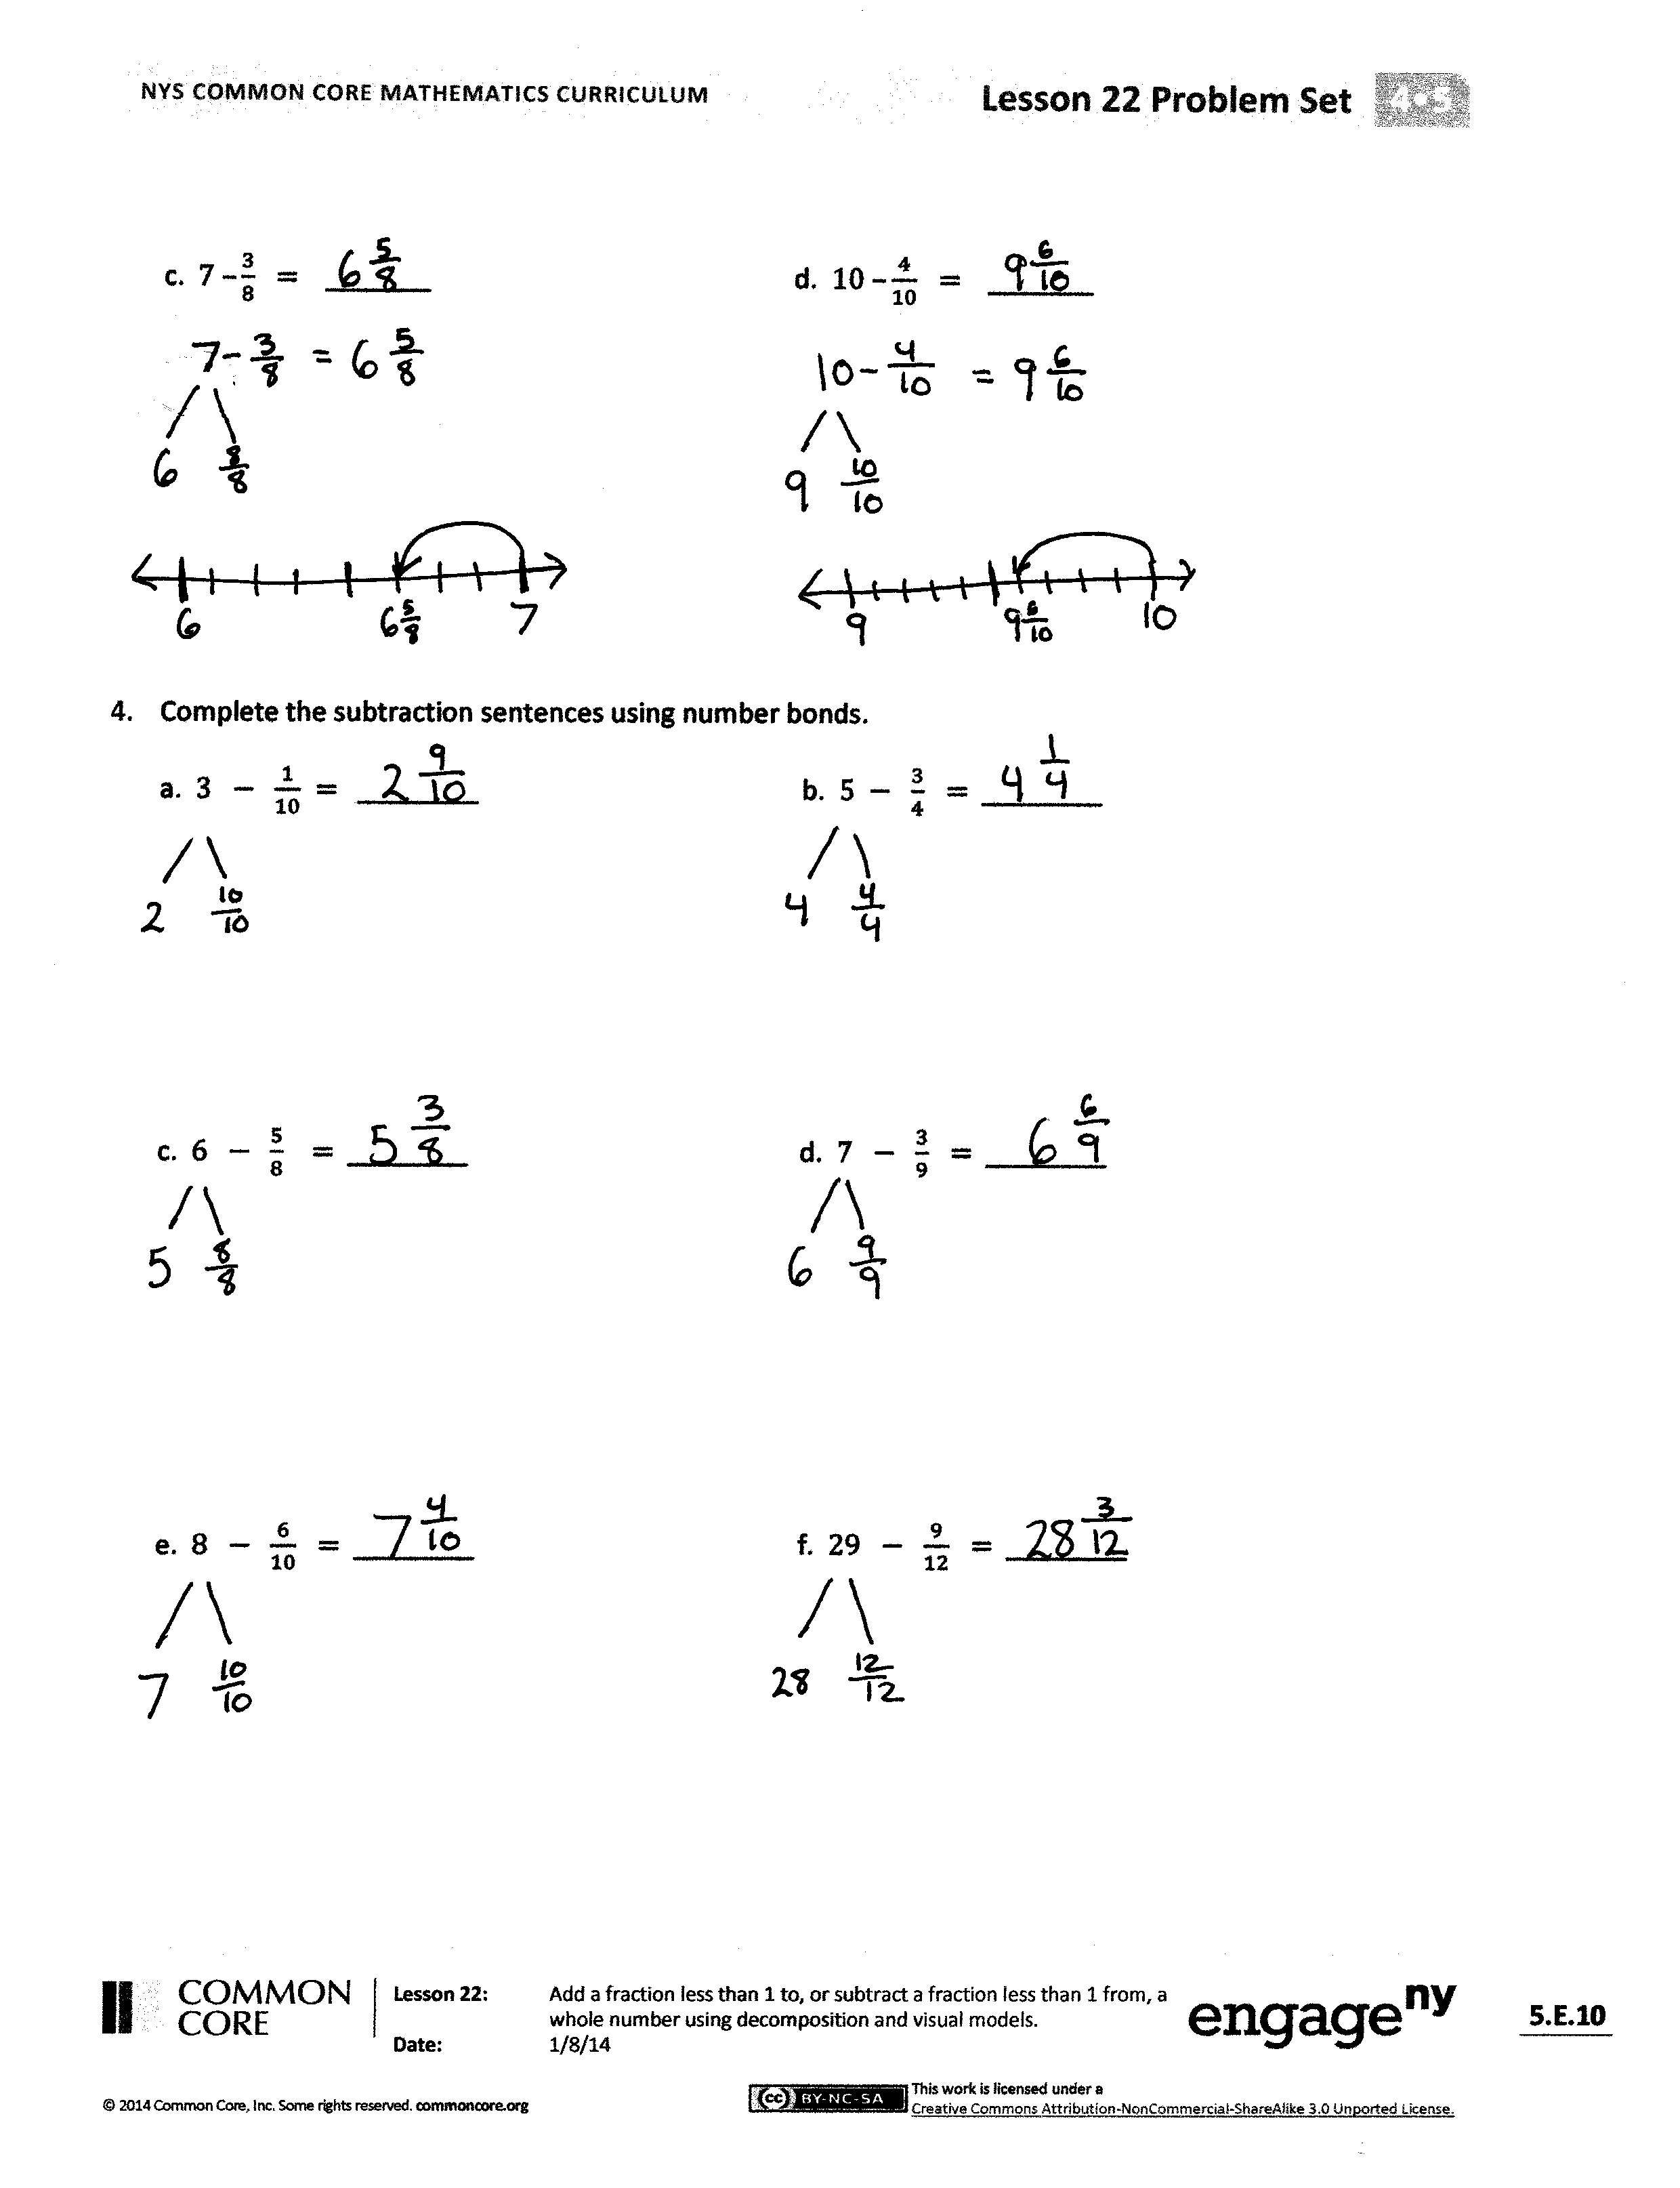 NYS COMMON CORE MATHEMATICS CURRICULUM
Lesson 22 Problem Set 4•5
c. 7 - 3/8 = 6 5/8
7 - 3/8 = 6 5/8
6 8/8
6 6 5/8 7
d. 10 - 4/10 = 9 6/10
10 - 4/10 = 9 6/10
9 10/10
9 9 6/10 10
4. Complete the subtraction sentences using number bonds.
a. 3 - 1/10 = 2 9/10
2 10/10
b. 5 - 3/4 = 4 1/4
4 4/4
c. 6 - 5/8 = 5 3/8
5 8/8
d. 7 - 3/9 = 6 6/9
6 9/9
e. 8 - 6/10 = 7 4/10
7 10/10
f. 29 - 9/12 = 28 3/12
28 12/12
COMMON
CORE
Lesson 22:
Add a fraction less than 1 to, or subtract a fraction less than 1 from, a
whole number using decomposition and visual models.
Date:
1/8/14
engageny
5.E.10
© 2014 Common Core, Inc. Some rights reserved. commoncore.org
cc BY-NC-SA
This work is licensed under a
Creative Commons Attribution-NonCommercial-ShareAlike 3.0 Unported License.